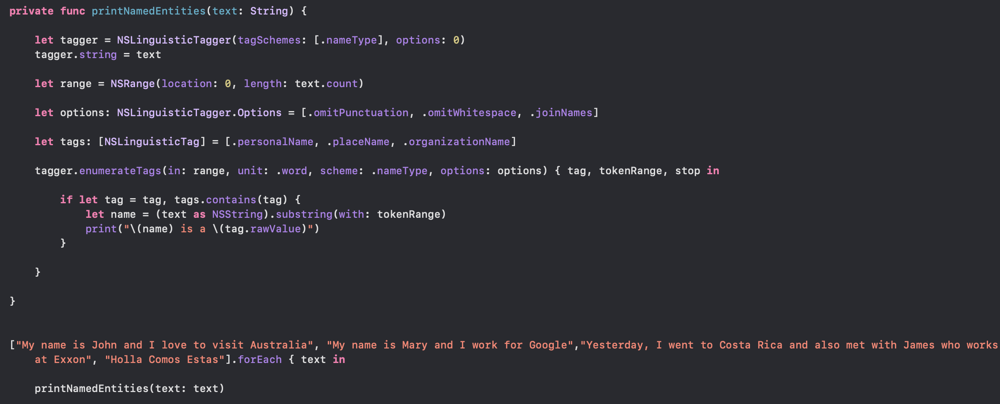 private func printNamedEntities(text: String) {
let tagger = NSLinguisticTagger(tagSchemes: [.nameType], options: 0)
tagger.string = text
let range = NSRange(location: 0, length: text.count)
let options: NSLinguisticTagger.Options = [.omitPunctuation, .omitWhitespace, .joinNames]
let tags: [NSLinguisticTag] = [.personalName, .placeName, .organizationName]
tagger.enumerateTags(in: range, unit: .word, scheme: .nameType, options: options) { tag, tokenRange, stop in
if let tag = tag, tags.contains(tag) {
let name = (text as NSString).substring(with: tokenRange)
print("\(name) is a \(tag.rawValue)")
}
}
}
["My name is John and I love to visit Australia", "My name is Mary and I work for Google","Yesterday, I went to Costa Rica and also met with James who works
at Exxon", "Holla Comos Estas"].forEach { text in
printNamedEntities(text: text)